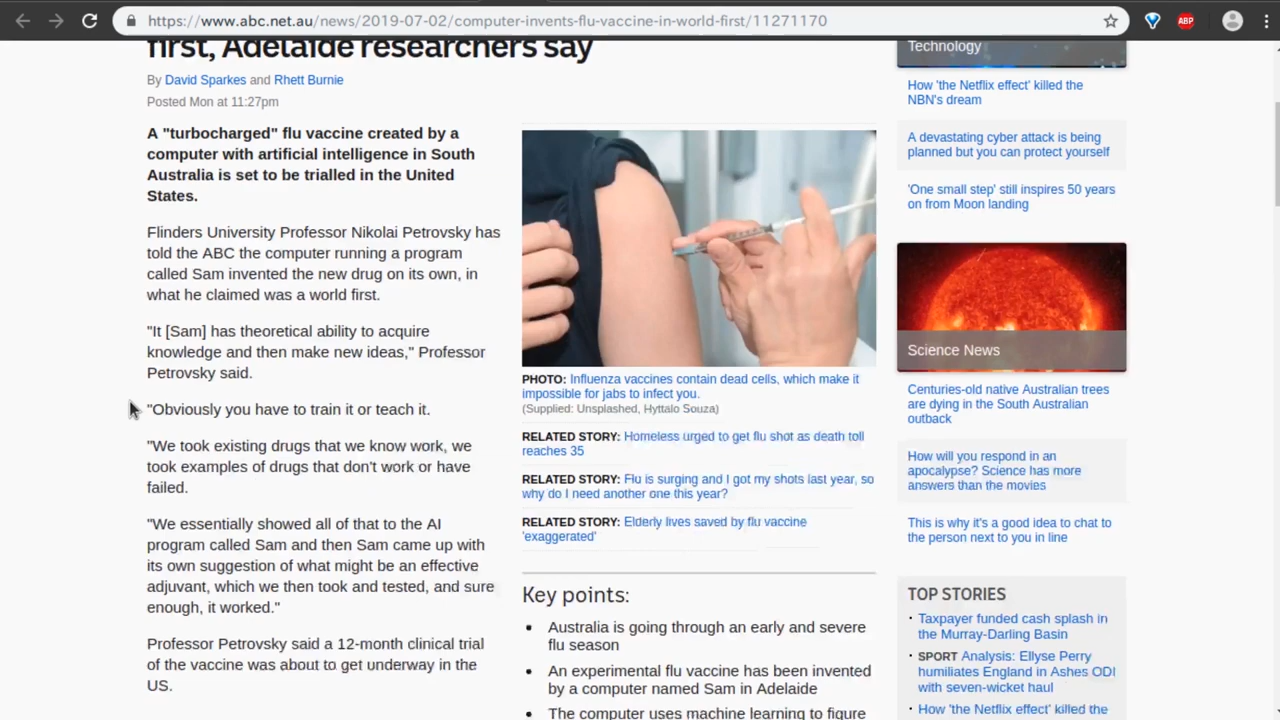 https://www.abc.net.au/news/2019-07-02/computer-invents-flu-vaccine-in-world-first/11271170
ABP
first, Adelaide researchers say
By David Sparkes and Rhett Burnie
Posted Mon at 11:27pm
A "turbocharged" flu vaccine created by a
computer with artificial intelligence in South
Australia is set to be trialled in the United
States.
Flinders University Professor Nikolai Petrovsky has
told the ABC the computer running a program
called Sam invented the new drug on its own, in
what he claimed was a world first.
"It [Sam] has theoretical ability to acquire
knowledge and then make new ideas," Professor
Petrovsky said.
"Obviously you have to train it or teach it.
"We took existing drugs that we know work, we
took examples of drugs that don't work or have
failed.
"We essentially showed all of that to the AI
program called Sam and then Sam came up with
its own suggestion of what might be an effective
adjuvant, which we then took and tested, and sure
enough, it worked."
Professor Petrovsky said a 12-month clinical trial
of the vaccine was about to get underway in the
US.
PHOTO: Influenza vaccines contain dead cells, which make it
impossible for jabs to infect you.
(Supplied: Unsplashed, Hyttalo Souza)
RELATED STORY: Homeless urged to get flu shot as death toll
reaches 35
RELATED STORY: Flu is surging and I got my shots last year, so
why do I need another one this year?
RELATED STORY: Elderly lives saved by flu vaccine
'exaggerated'
Key points:
Australia is going through an early and severe
flu season
An experimental flu vaccine has been invented
by a computer named Sam in Adelaide
The computer uses machine learning to figure
Technology
How the 'Netflix effect' killed the
NBN's dream
A devastating cyber attack is being
planned but you can protect yourself
'One small step' still inspires 50 years
on from Moon landing
Science News
Centuries-old native Australian trees
are dying in the South Australian
outback
How will you respond in an
apocalypse? Science has more
answers than the movies
This is why it's a good idea to chat to
the person next to you in line
TOP STORIES
Taxpayer funded cash splash in
the Murray-Darling Basin
SPORT Analysis: Ellyse Perry
humiliates England in Ashes ODI
with seven-wicket haul
How the 'Netflix effect' killed the